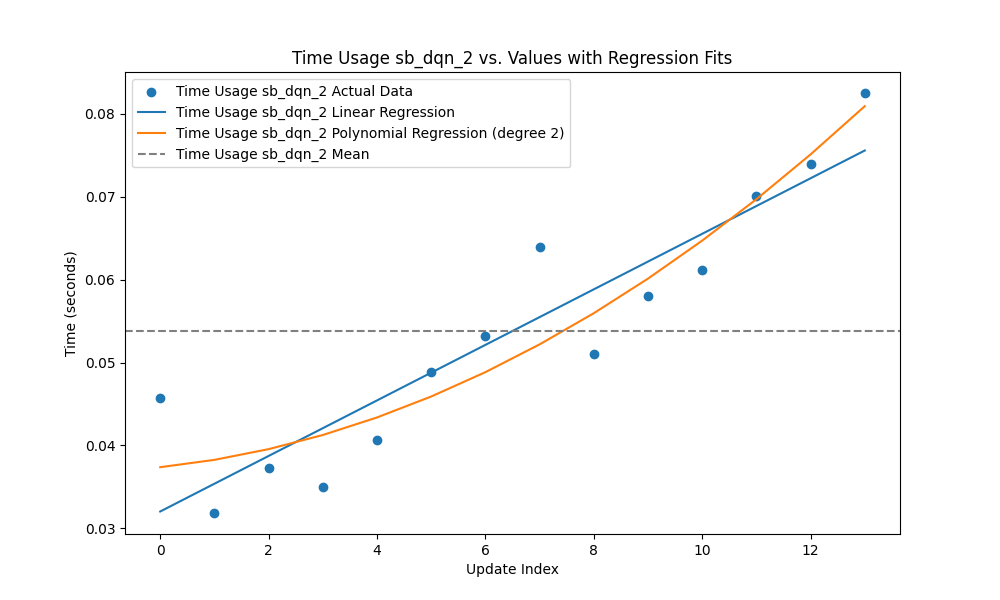 Time Usage sb_dqn_2 vs. Values with Regression Fits
Time Usage sb_dqn_2 Actual Data
Time Usage sb_dqn_2 Linear Regression
Time Usage sb_dqn_2 Polynomial Regression (degree 2)
Time Usage sb_dqn_2 Mean
Time (seconds)
0.08
0.07
0.06
0.05
0.04
0.03
0 2 4 6 8 10 12
Update Index